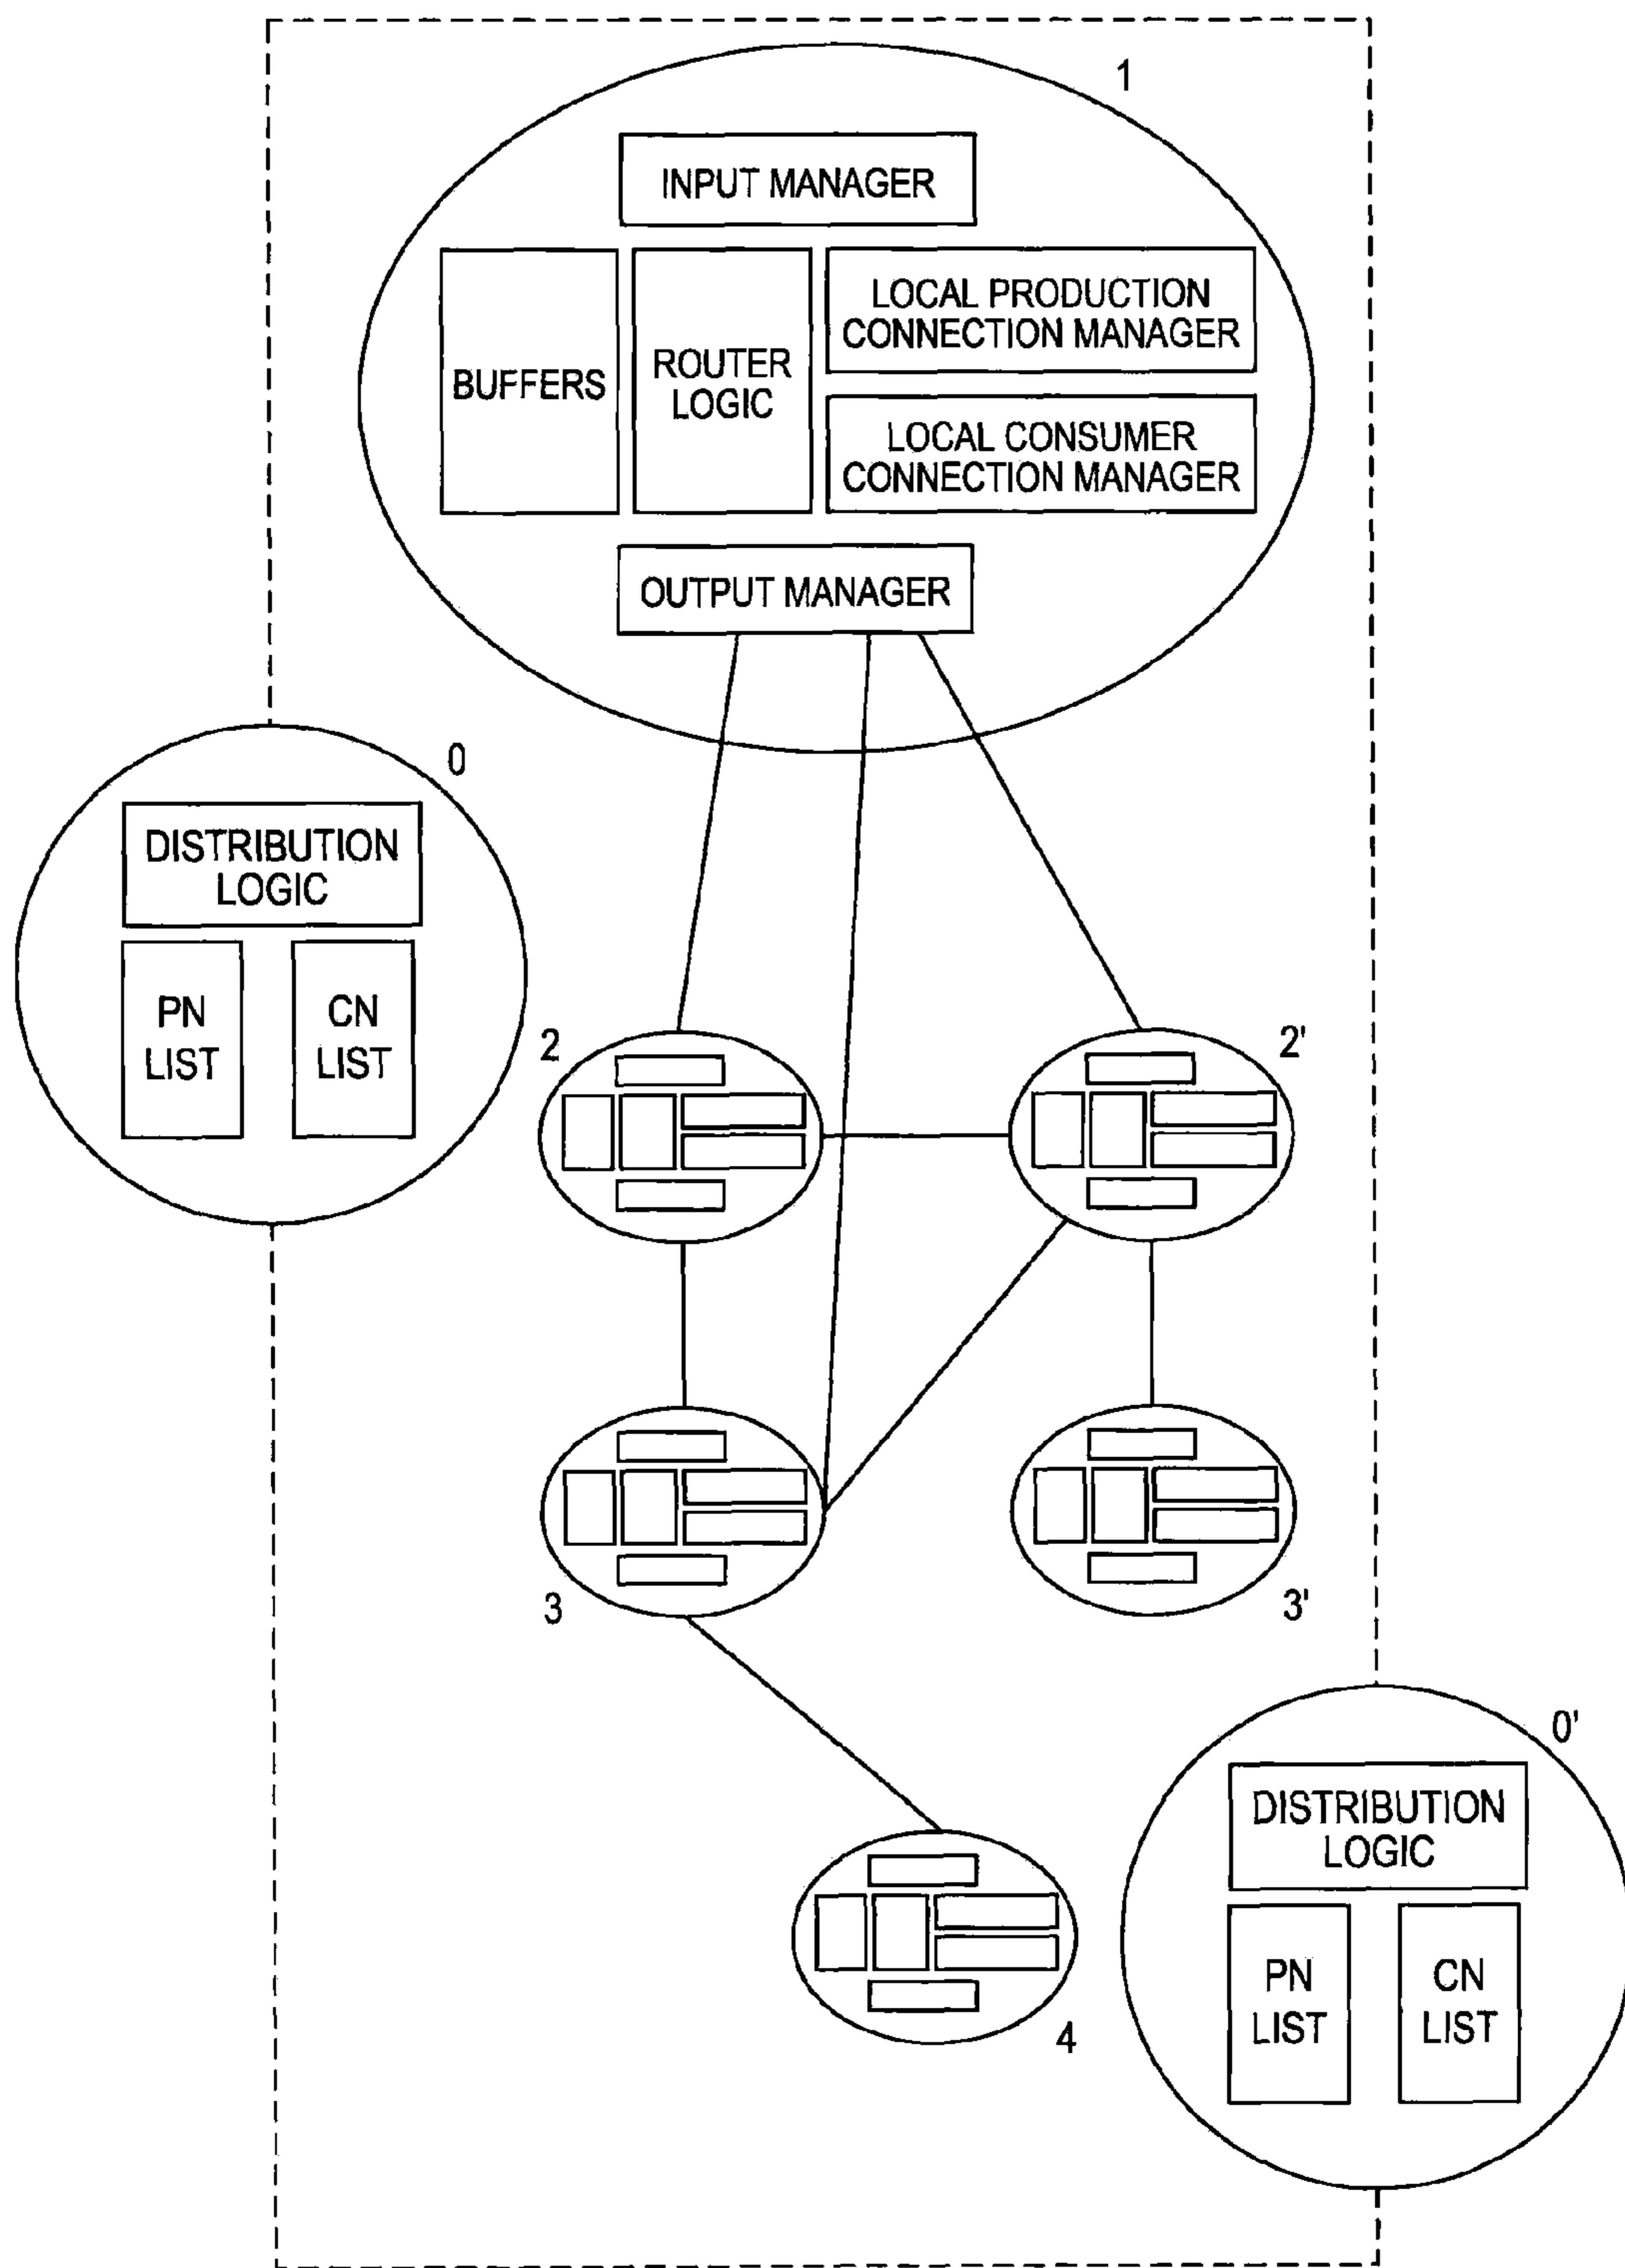 1
INPUT MANAGER
BUFFERS
ROUTER
LOGIC
LOCAL PRODUCTION
CONNECTION MANAGER
LOCAL CONSUMER
CONNECTION MANAGER
OUTPUT MANAGER
0
DISTRIBUTION
LOGIC
PN
LIST
CN
LIST
2
2'
3
3'
4
0'
DISTRIBUTION
LOGIC
PN
LIST
CN
LIST